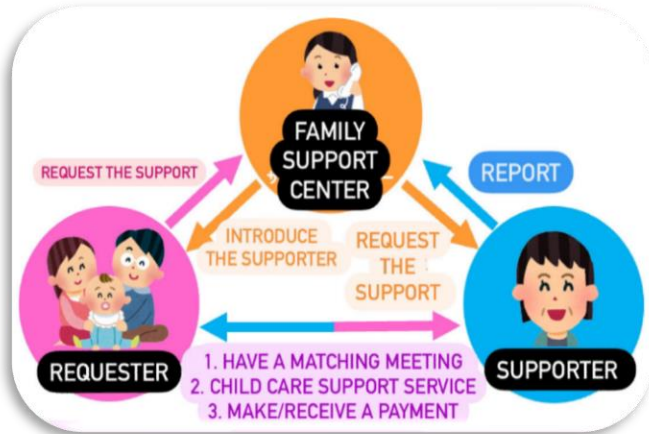 FAMILY
SUPPORT
CENTER
REQUEST THE SUPPORT
REPORT
INTRODUCE
THE SUPPORTER
REQUEST
THE
SUPPORT
REQUESTER
1. HAVE A MATCHING MEETING
2. CHILD CARE SUPPORT SERVICE
3. MAKE/RECEIVE A PAYMENT
SUPPORTER